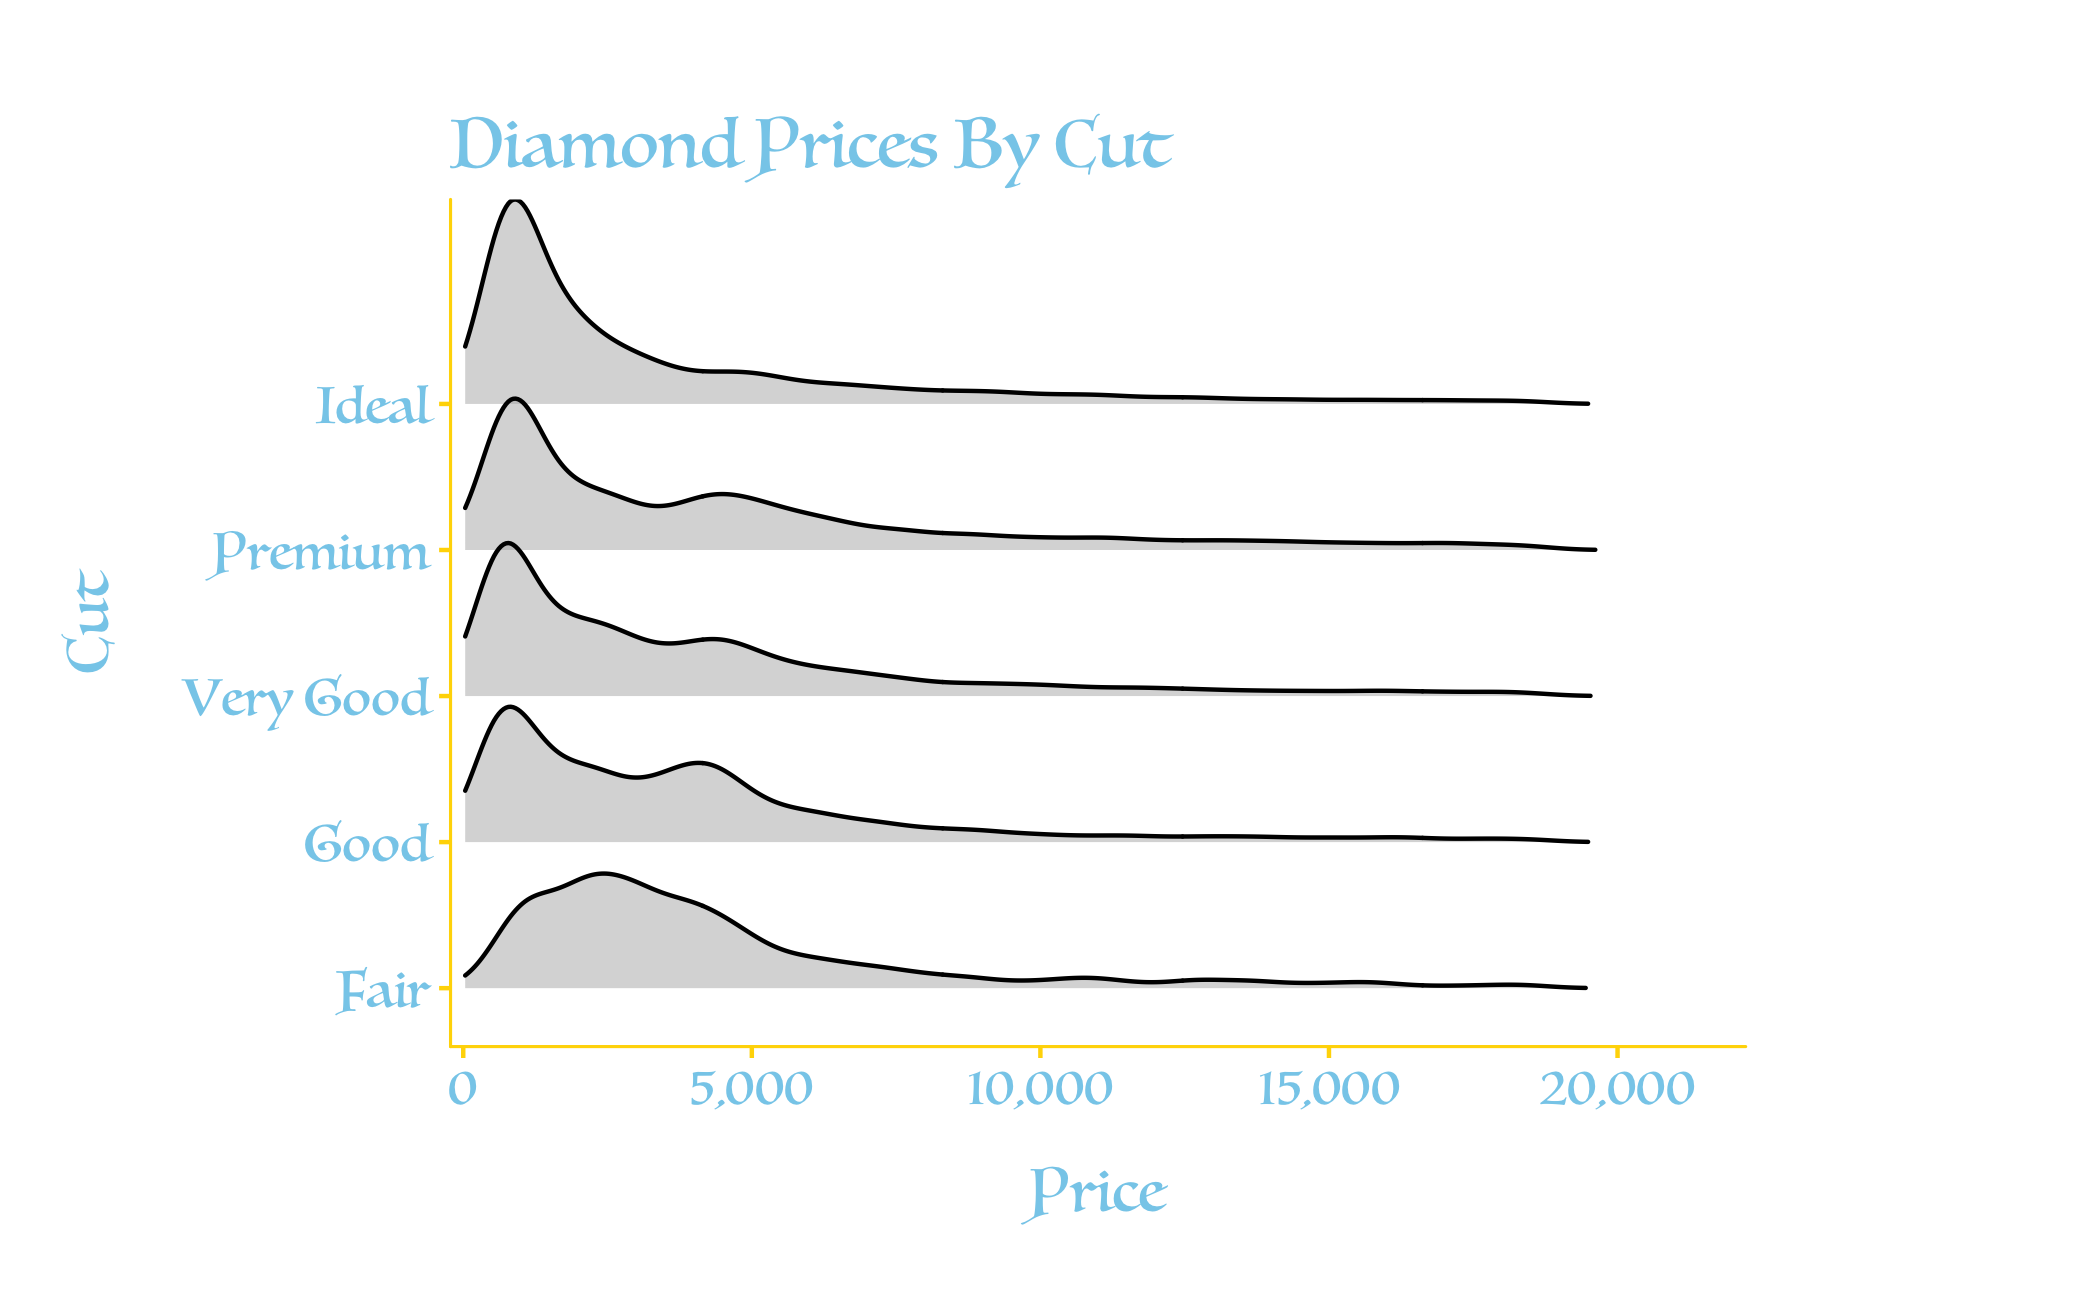 Diamond Prices By Cut
Cut
Ideal
Premium
Very Good
Good
Fair
0 5,000 10,000 15,000 20,000
Price